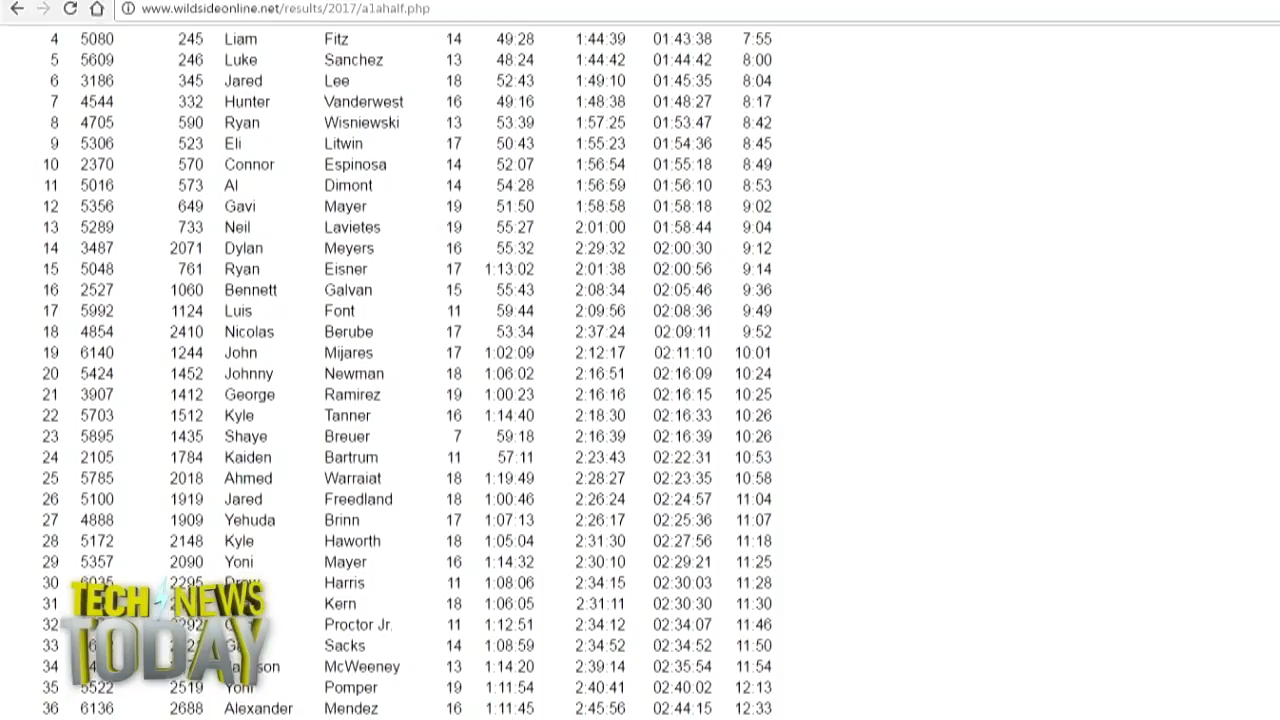 www.wildsideonline.net/results/2017/a1ahalf.php
4 5080 245 Liam Fitz 14 49:28 1:44:39 01:43:38 7:55
5 5609 246 Luke Sanchez 13 48:24 1:44:42 01:44:42 8:00
6 3186 345 Jared Lee 18 52:43 1:49:10 01:45:35 8:04
7 4544 332 Hunter Vanderwest 16 49:16 1:48:38 01:48:27 8:17
8 4705 590 Ryan Wisniewski 13 53:39 1:57:25 01:53:47 8:42
9 5306 523 Eli Litwin 17 50:43 1:55:23 01:54:36 8:45
10 2370 570 Connor Espinosa 14 52:07 1:56:54 01:55:18 8:49
11 5016 573 Al Dimont 14 54:28 1:56:59 01:56:10 8:53
12 5356 649 Gavi Mayer 19 51:50 1:58:58 01:58:18 9:02
13 5289 733 Neil Lavietes 19 55:27 2:01:00 01:58:44 9:04
14 3487 2071 Dylan Meyers 16 55:32 2:29:32 02:00:30 9:12
15 5048 761 Ryan Eisner 17 1:13:02 2:01:38 02:00:56 9:14
16 2527 1060 Bennett Galvan 15 55:43 2:08:34 02:05:46 9:36
17 5992 1124 Luis Font 11 59:44 2:09:56 02:08:36 9:49
18 4854 2410 Nicolas Berube 17 53:34 2:37:24 02:09:11 9:52
19 6140 1244 John Mijares 17 1:02:09 2:12:17 02:11:10 10:01
20 5424 1452 Johnny Newman 18 1:06:02 2:16:51 02:16:09 10:24
21 3907 1412 George Ramirez 19 1:00:23 2:16:16 02:16:15 10:25
22 5703 1512 Kyle Tanner 16 1:14:40 2:18:30 02:16:33 10:26
23 5895 1435 Shaye Breuer 7 59:18 2:16:39 02:16:39 10:26
24 2105 1784 Kaiden Bartrum 11 57:11 2:23:43 02:22:31 10:53
25 5785 2018 Ahmed Warraiat 18 1:19:49 2:28:27 02:23:35 10:58
26 5100 1919 Jared Freedland 18 1:00:46 2:26:24 02:24:57 11:04
27 4888 1909 Yehuda Brinn 17 1:07:13 2:26:17 02:25:36 11:07
28 5172 2148 Kyle Haworth 18 1:05:04 2:31:30 02:27:56 11:18
29 5357 2090 Yoni Mayer 16 1:14:32 2:30:10 02:29:21 11:25
30 6035 2295 Drew Harris 11 1:08:06 2:34:15 02:30:03 11:28
31 Kern 18 1:06:05 2:31:11 02:30:30 11:30
32 Proctor Jr. 11 1:12:51 2:34:12 02:34:07 11:46
33 Sacks 14 1:08:59 2:34:52 02:34:52 11:50
34 McWeeney 13 1:14:20 2:39:14 02:35:54 11:54
35 5522 2519 Yoni Pomper 19 1:11:54 2:40:41 02:40:02 12:13
36 6136 2688 Alexander Mendez 16 1:11:45 2:45:56 02:44:15 12:33
TECH NEWS
TODAY